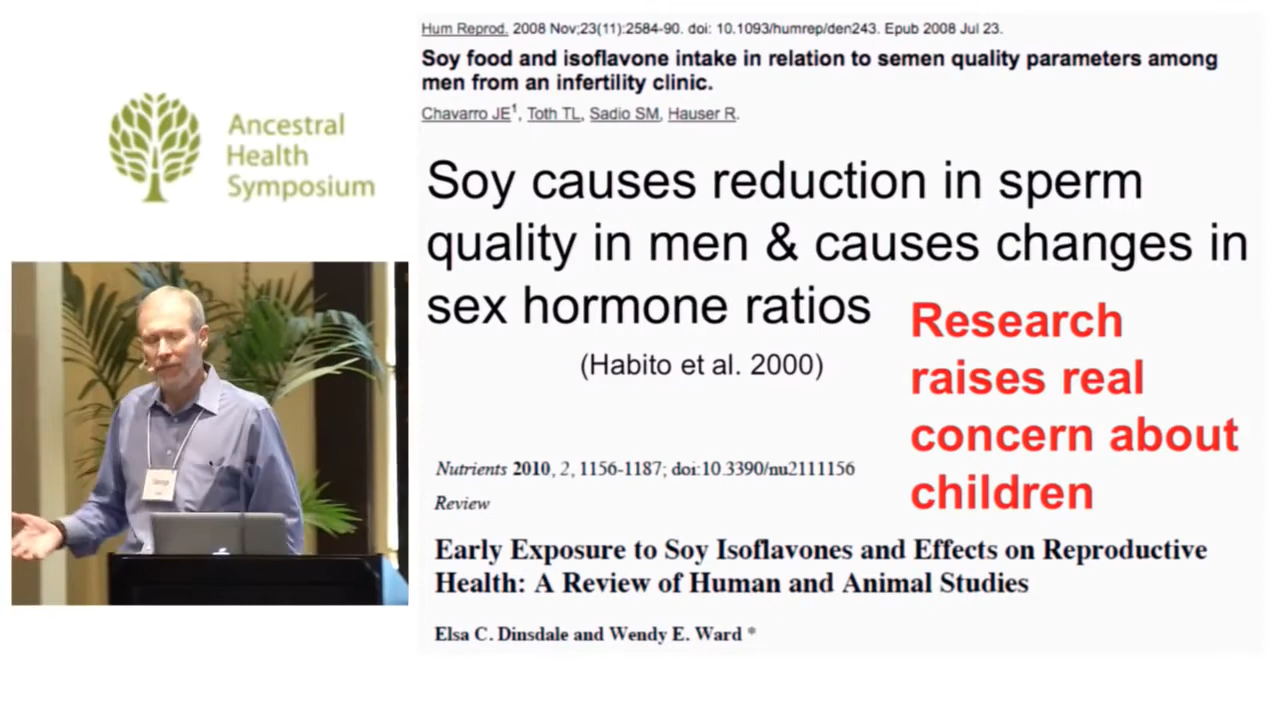 Ancestral
Health
Symposium
Hum Reprod. 2008 Nov;23(11):2584-90. doi: 10.1093/humrep/den243. Epub 2008 Jul 23.
Soy food and isoflavone intake in relation to semen quality parameters among
men from an infertility clinic.
Chavarro JE1, Toth TL, Sadio SM, Hauser R.
Soy causes reduction in sperm
quality in men & causes changes in
sex hormone ratios
(Habito et al. 2000)
Research
raises real
concern about
children
Nutrients 2010, 2, 1156-1187; doi:10.3390/nu2111156
Review
Early Exposure to Soy Isoflavones and Effects on Reproductive
Health: A Review of Human and Animal Studies
Elsa C. Dinsdale and Wendy E. Ward *